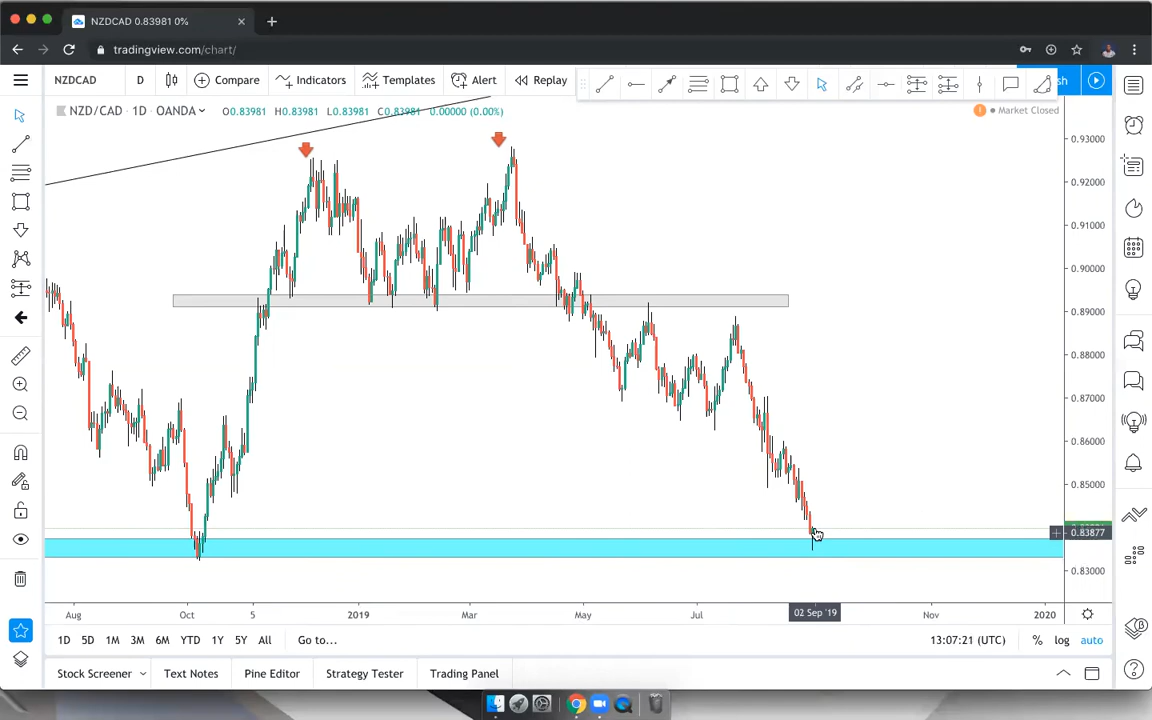 NZDCAD 0.83981 0%
tradingview.com/chart/
NZDCAD D Compare Indicators Templates Alert Replay
NZD/CAD · 1D · OANDA O0.83981 H0.83981 L0.83981 C0.83981 0.00000 (0.00%)
! Market Closed
0.93000
0.92000
0.91000
0.90000
0.89000
0.88000
0.87000
0.86000
0.85000
0.83877
0.83000
Aug Oct 5 2019 Mar May Jul 02 Sep '19 Nov 2020
1D 5D 1M 3M 6M YTD 1Y 5Y All Go to... 13:07:21 (UTC) % log auto
Stock Screener Text Notes Pine Editor Strategy Tester Trading Panel